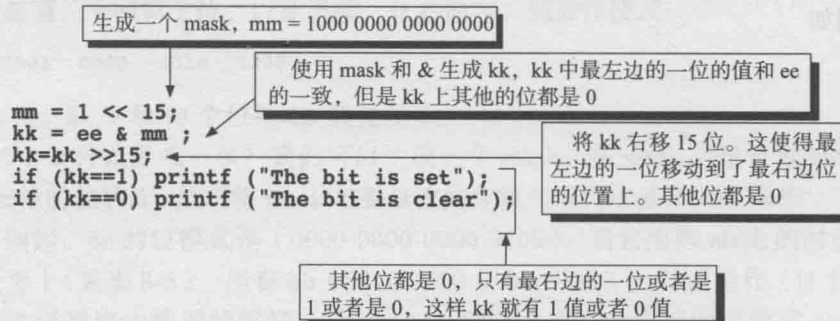 生成一个 mask，mm = 1000 0000 0000 0000
使用 mask 和 & 生成 kk，kk 中最左边的一位的值和 ee
的一致，但是 kk 上其他的位都是 0
mm   1 << 15;
kk = ee & mm ;
kk=kk >>15;
if (kk==1) printf ("The bit is set");
if (kk==0) printf ("The bit is clear");
将 kk 右移 15 位。这使得最
左边的一位移动到了最右边位
的位置上。其他位都是 0
其他位都是 0，只有最右边的一位或者是
1 或者是 0，这样 kk 就有 1 值或者 0 值